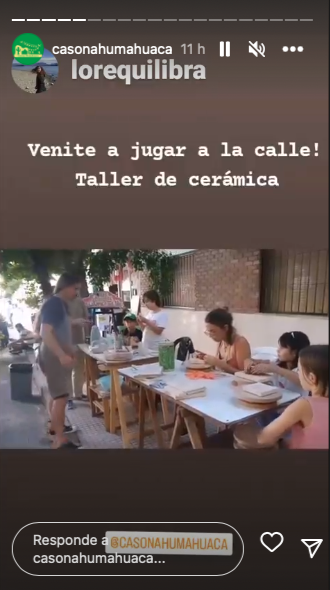 casonahumahuaca 11 h
lorequilibra
Venite a jugar a la calle!
Taller de cerámica
@CASONAHUMAHUACA
Responde a
casonahumahuaca...